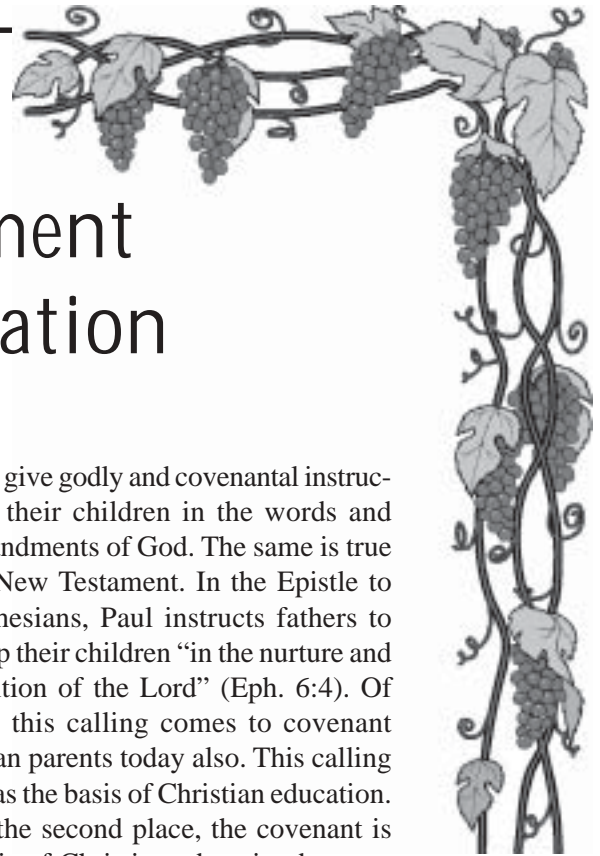 ment
ation
give godly and covenantal instruc-
their children in the words and
ndments of God. The same is true
New Testament. In the Epistle to
hesians, Paul instructs fathers to
p their children “in the nurture and
ition of the Lord” (Eph. 6:4). Of
this calling comes to covenant
an parents today also. This calling
as the basis of Christian education.
the second place, the covenant is